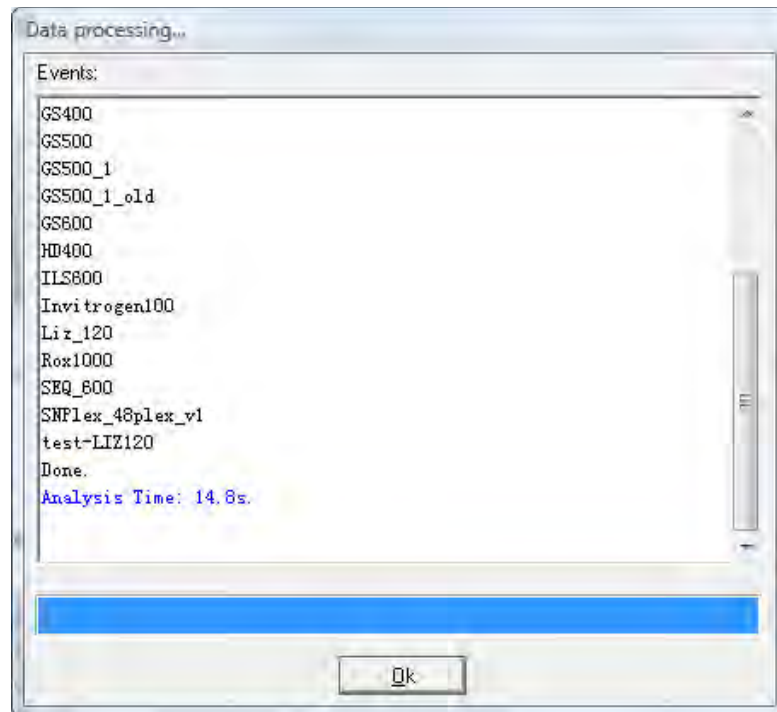 Data processing...
Events:
GS400
GS500
GS500_1
GS500_1_old
GS600
HD400
ILS600
Invitrogen100
Liz_120
Rox1000
SEQ_600
SNPlex_48plex_v1
test-LIZ120
Done.
Analysis Time: 14.8s.
Ok